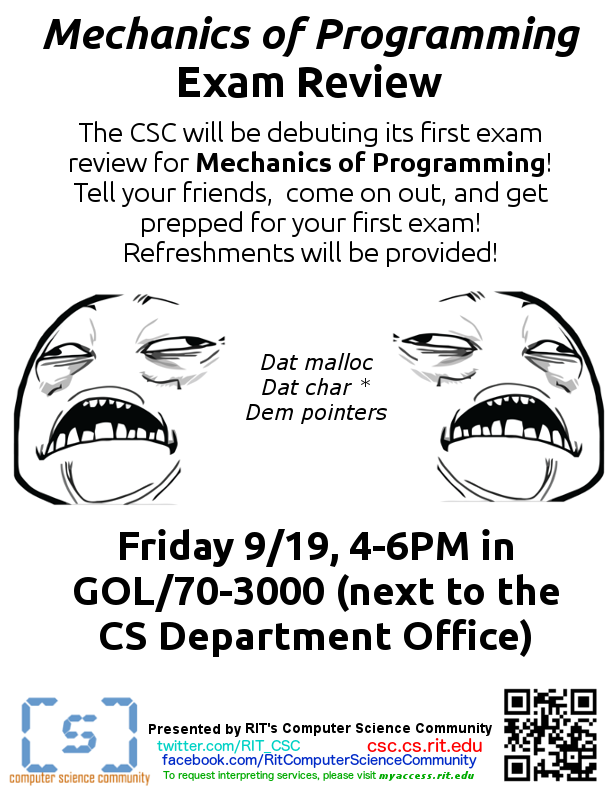 Mechanics of Programming
Exam Review
The CSC will be debuting its first exam
review for Mechanics of Programming!
Tell your friends,  come on out, and get
prepped for your first exam!
Refreshments will be provided!
Dat malloc
Dat char *
Dem pointers
Friday 9/19, 4-6PM in
GOL/70-3000 (next to the
CS Department Office)
[s]
computer science community
Presented by RIT's Computer Science Community
twitter.com/RIT_CSC csc.cs.rit.edu
facebook.com/RitComputerScienceCommunity
To request interpreting services, please visit myaccess.rit.edu